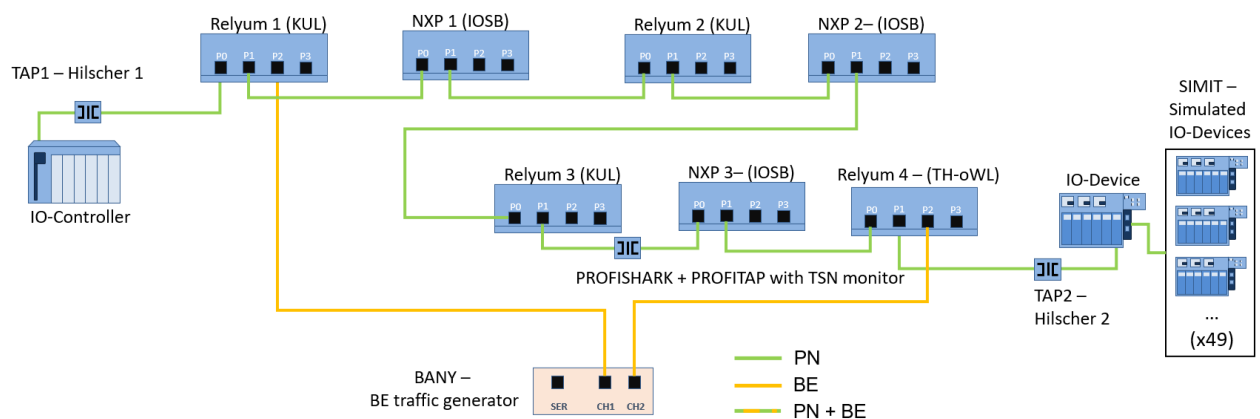 Relyum 1 (KUL)
NXP 1 (IOSB)
Relyum 2 (KUL)
NXP 2– (IOSB)
P0 P1 P2 P3
P0 P1 P2 P3
P0 P1 P2 P3
P0 P1 P2 P3
TAP1 – Hilscher 1
IO-Controller
SIMIT –
Simulated
IO-Devices
Relyum 3 (KUL)
NXP 3– (IOSB)
Relyum 4 – (TH-oWL)
IO-Device
P0 P1 P2 P3
P0 P1 P2 P3
P0 P1 P2 P3
PROFISHARK + PROFITAP with TSN monitor
TAP2 –
Hilscher 2
...
(x49)
BANY –
BE traffic generator
SER CH1 CH2
PN
BE
PN + BE